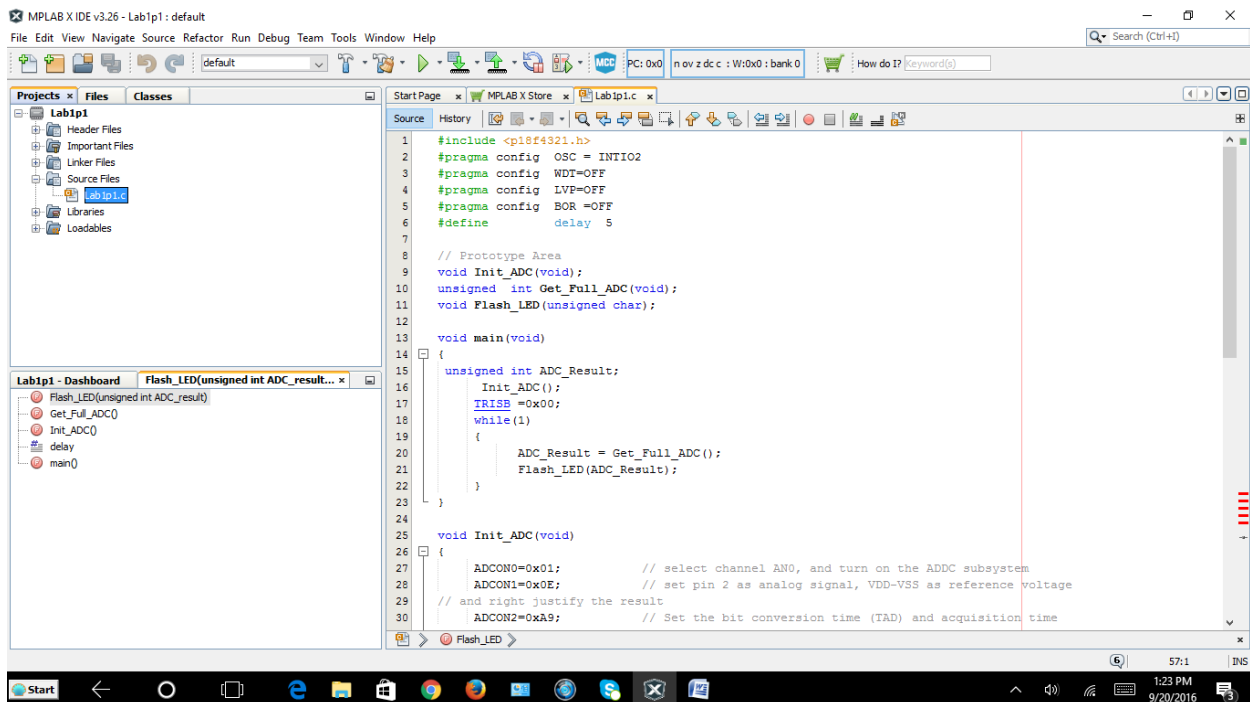 MPLAB X IDE v3.26 - Lab1p1 : default
File Edit View Navigate Source Refactor Run Debug Team Tools Window Help
Search (Ctrl+I)
default
MCC
PC: 0x0
n ov z dc c : W:0x0 : bank 0
How do I?
Keyword(s)
Projects
Files
Classes
Lab1p1
Header Files
Important Files
Linker Files
Source Files
Lab1p1.c
Libraries
Loadables
Lab1p1 - Dashboard
Flash_LED(unsigned int ADC_result...
Flash_LED(unsigned int ADC_result)
Get_Full_ADC()
Init_ADC()
delay
main()
Start Page
MPLAB X Store
Lab1p1.c
Source
History
1 #include <p18f4321.h>
2 #pragma config OSC = INTIO2
3 #pragma config WDT=OFF
4 #pragma config LVP=OFF
5 #pragma config BOR =OFF
6 #define delay 5
7
8 // Prototype Area
9 void Init_ADC(void);
10 unsigned int Get_Full_ADC(void);
11 void Flash_LED(unsigned char);
12
13 void main(void)
14 {
15 unsigned int ADC_Result;
16 Init_ADC();
17 TRISB =0x00;
18 while(1)
19 {
20 ADC_Result = Get_Full_ADC();
21 Flash_LED(ADC_Result);
22 }
23 }
24
25 void Init_ADC(void)
26 {
27 ADCON0=0x01; // select channel AN0, and turn on the ADDC subsystem
28 ADCON1=0x0E; // set pin 2 as analog signal, VDD-VSS as reference voltage
29 // and right justify the result
30 ADCON2=0xA9; // Set the bit conversion time (TAD) and acquisition time
Flash_LED
6
57:1
INS
Start
1:23 PM
9/20/2016
3